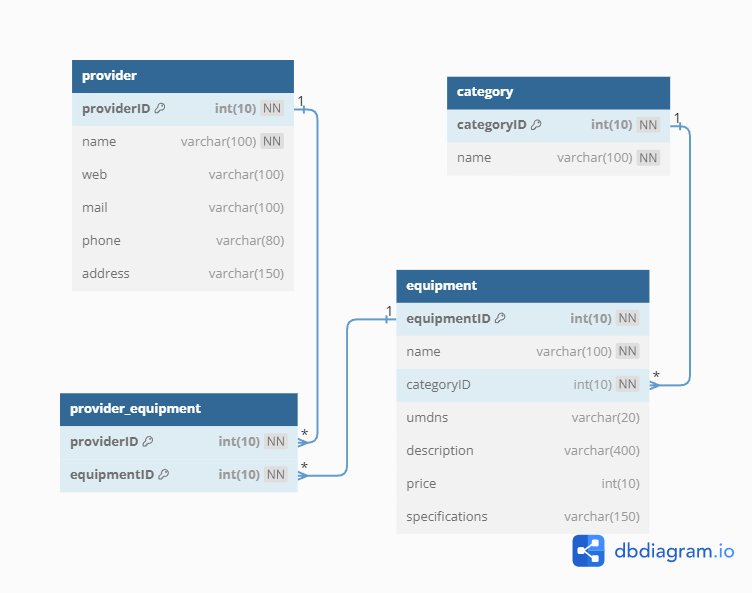 provider
providerID int(10) NN
name varchar(100) NN
web varchar(100)
mail varchar(100)
phone varchar(80)
address varchar(150)
1
category
categoryID int(10) NN
name varchar(100) NN
1
equipment
equipmentID int(10) NN
name varchar(100) NN
categoryID int(10) NN
umdns varchar(20)
description varchar(400)
price int(10)
specifications varchar(150)
1
*
provider_equipment
providerID int(10) NN
equipmentID int(10) NN
*
*
dbdiagram.io